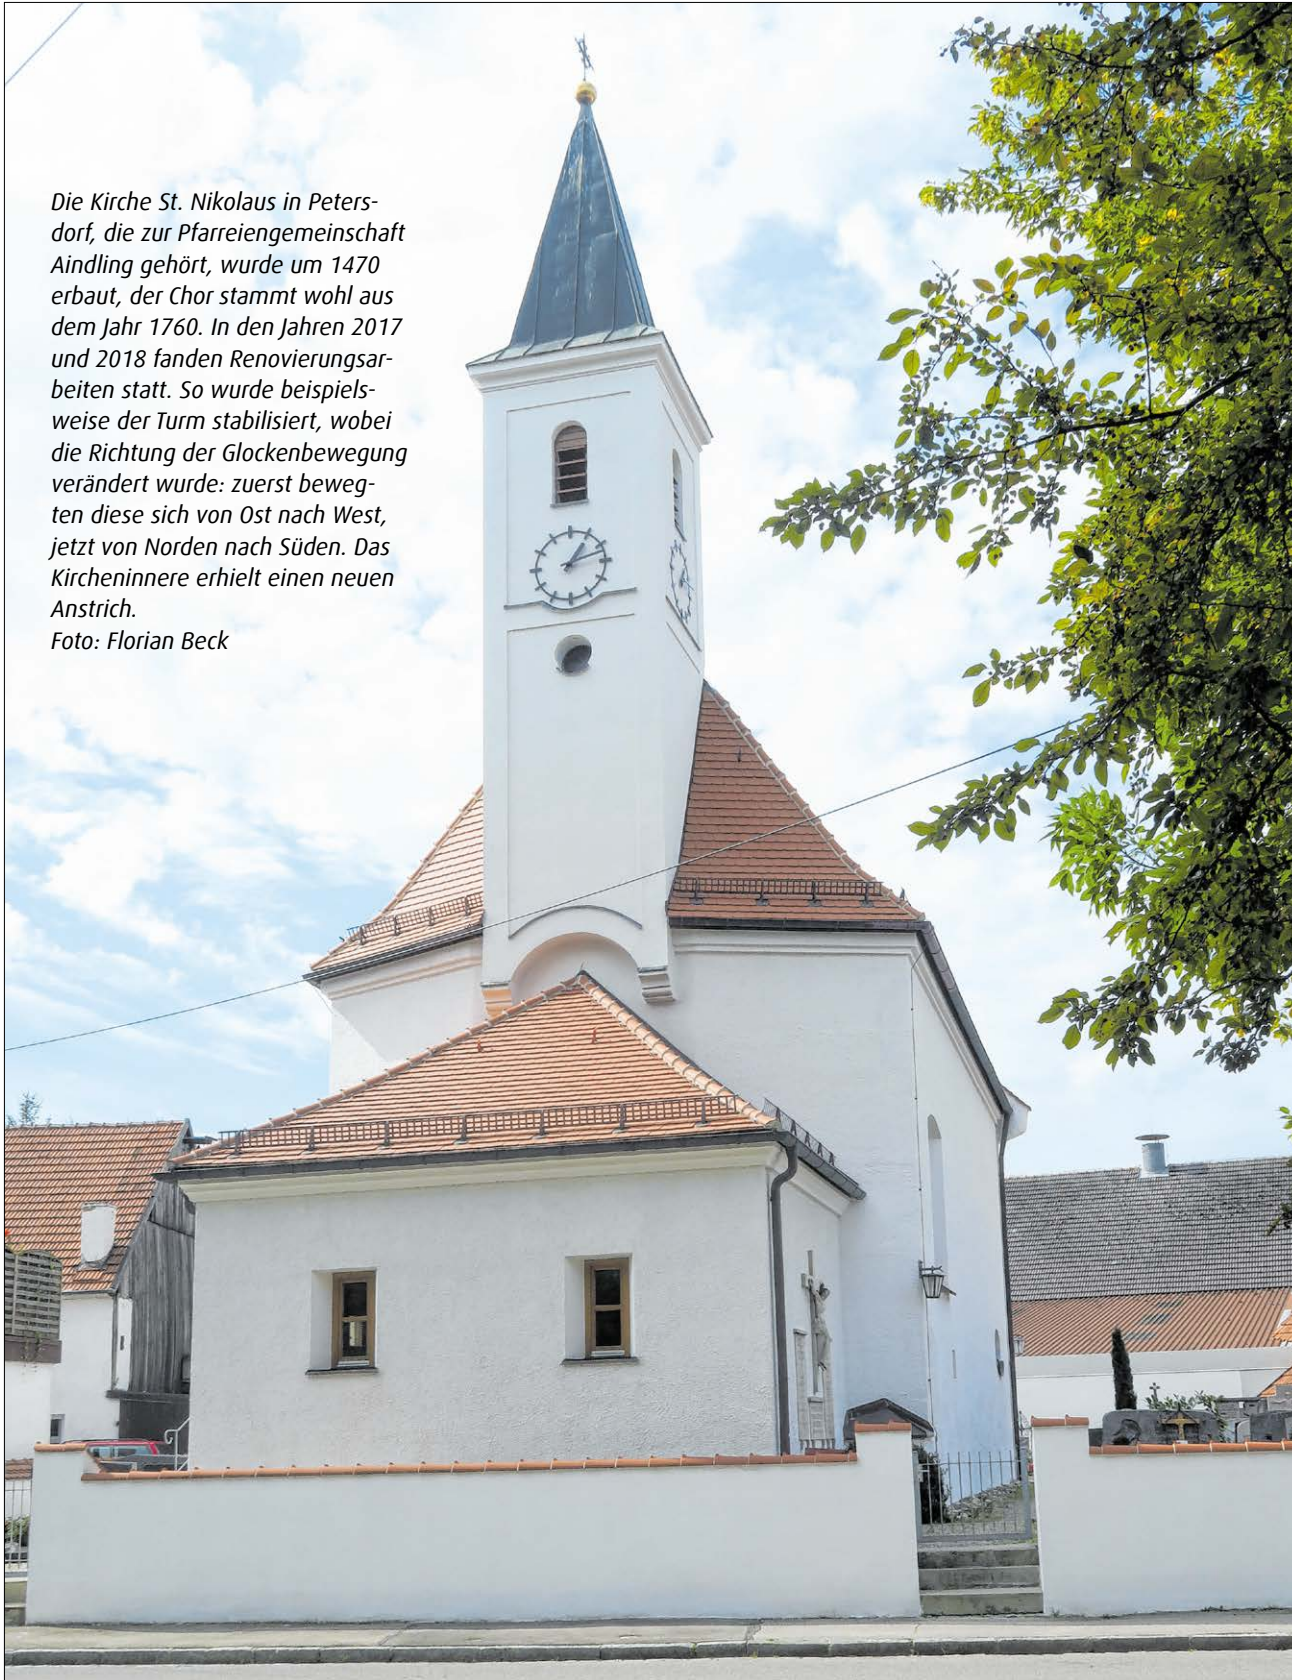 Die Kirche St. Nikolaus in Peters-
dorf, die zur Pfarreiengemeinschaft
Aindling gehört, wurde um 1470
erbaut, der Chor stammt wohl aus
dem Jahr 1760. In den Jahren 2017
und 2018 fanden Renovierungsar-
beiten statt. So wurde beispiels-
weise der Turm stabilisiert, wobei
die Richtung der Glockenbewegung
verändert wurde: zuerst beweg-
ten diese sich von Ost nach West,
jetzt von Norden nach Süden. Das
Kircheninnere erhielt einen neuen
Anstrich.
Foto: Florian Beck